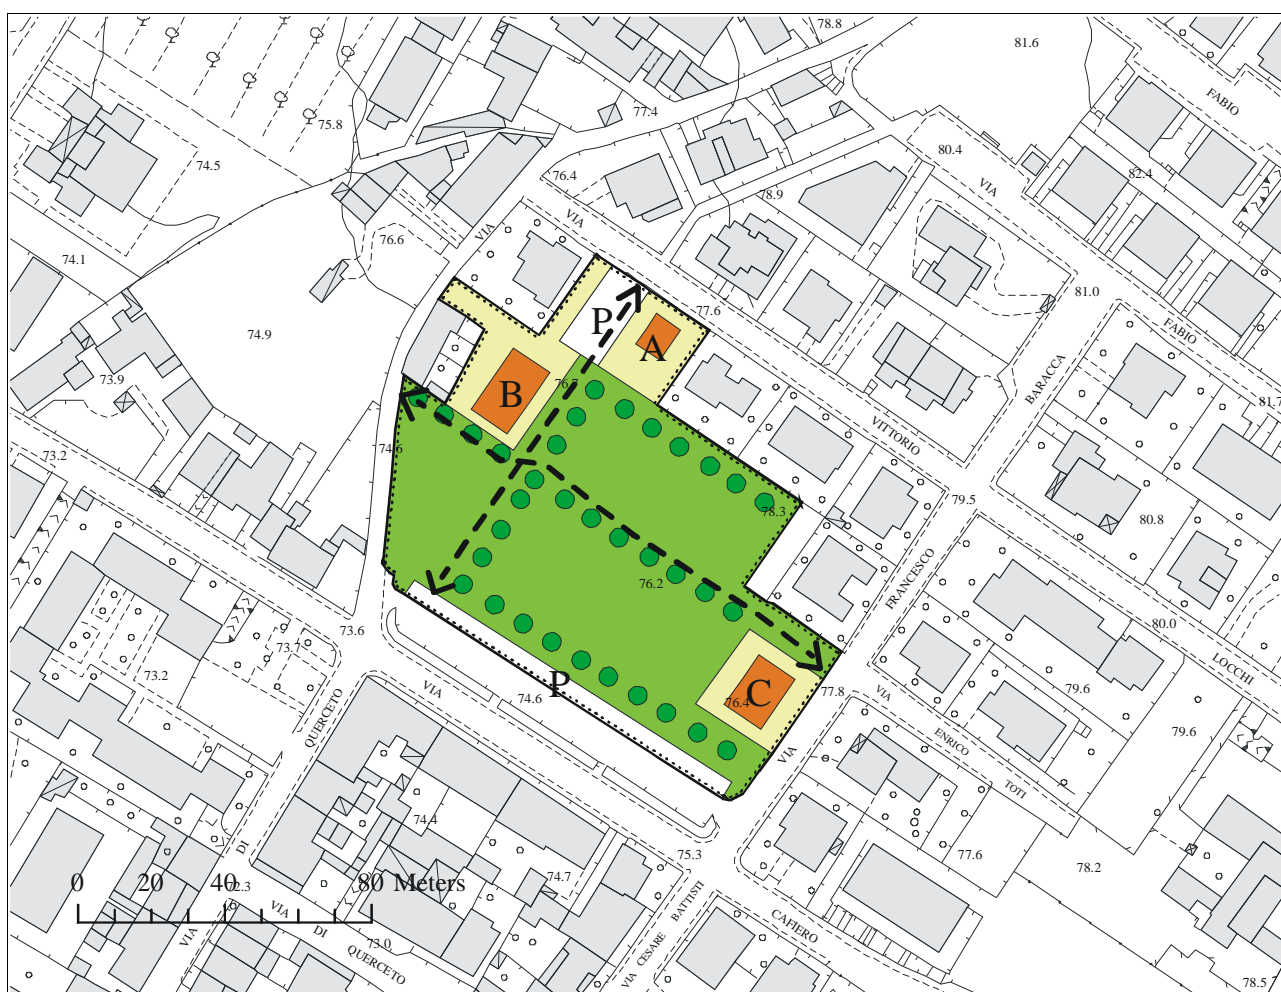 78.8
81.6
FABIO
77.4
75.8
74.5
80.4
82.4
76.4
VIA
78.9
VIA
VIA
76.6
74.1
81.0
77.6
FABIO
P
74.9
A
BARACCA
73.9
B
76.7
81.7
VITTORIO
74.6
73.2
79.5
78.3
80.8
FRANCESCO
76.2
80.0
73.6
73.7
LOCCHI
73.2
VIA
P
C
77.8
VIA
79.6
74.6
76.4
QUERCETO
ENRICO
79.6
VIA
TOTI
74.4
DI
75.3
77.6
78.2
74.7
0 20 40 80 Meters
72.3
VIA
BATTISTI
DI
CAFIERO
VIA
73.0
QUERCETO
VIA CESARE
78.5